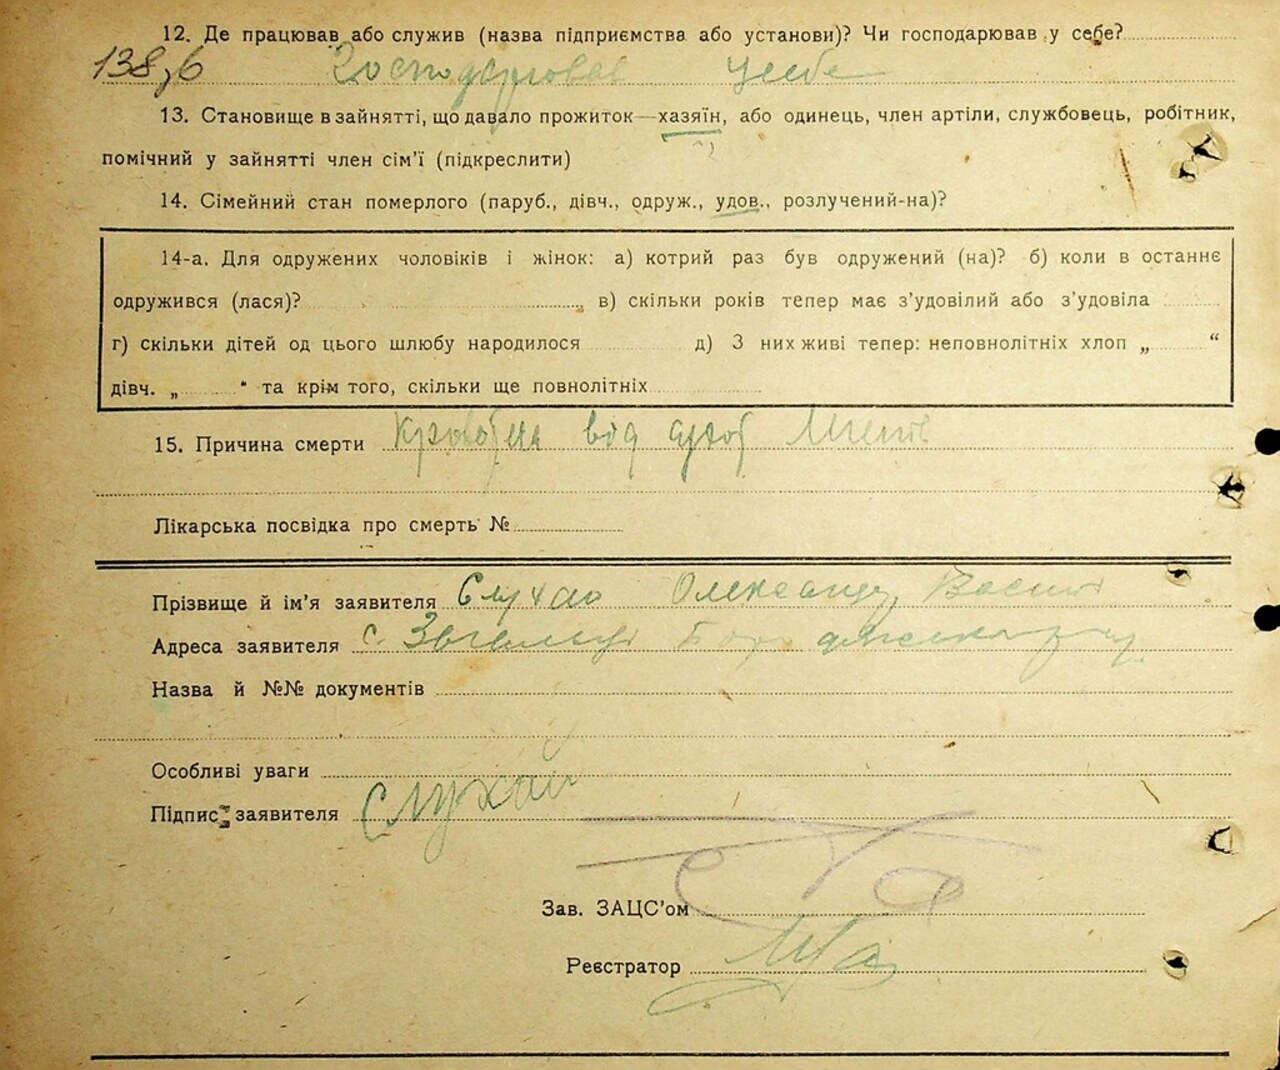 12. Де працював або служив (назва підприємства або установи)? Чи господарював у себе?
138,6 Господарював у себе
13. Становище в зайнятті, що давало прожиток—хазяїн, або одинець, член артіли, службовець, робітник,
помічний у зайнятті член сім’ї (підкреслити)
14. Сімейний стан померлого (паруб., дівч., одруж., удов., розлучений-на)?
14-а. Для одружених чоловіків і жінок: а) котрий раз був одружений (на)? б) коли в останнє
одружився (лася)? „ в) скільки років тепер має з’удовілий або з’удовіла
г) скільки дітей од цього шлюбу народилося д) З них живі тепер: неповнолітніх хлоп „ “
дівч. „ “ та крім того, скільки ще повнолітніх
15. Причина смерти від
Лікарська посвідка про смерть №
Прізвище й ім’я заявителя Слухай Олександр
Адреса заявителя с.
Назва й №№ документів
Особливі уваги
Підпис заявителя Слухай
Зав. ЗАЦС’ом
Реєстратор